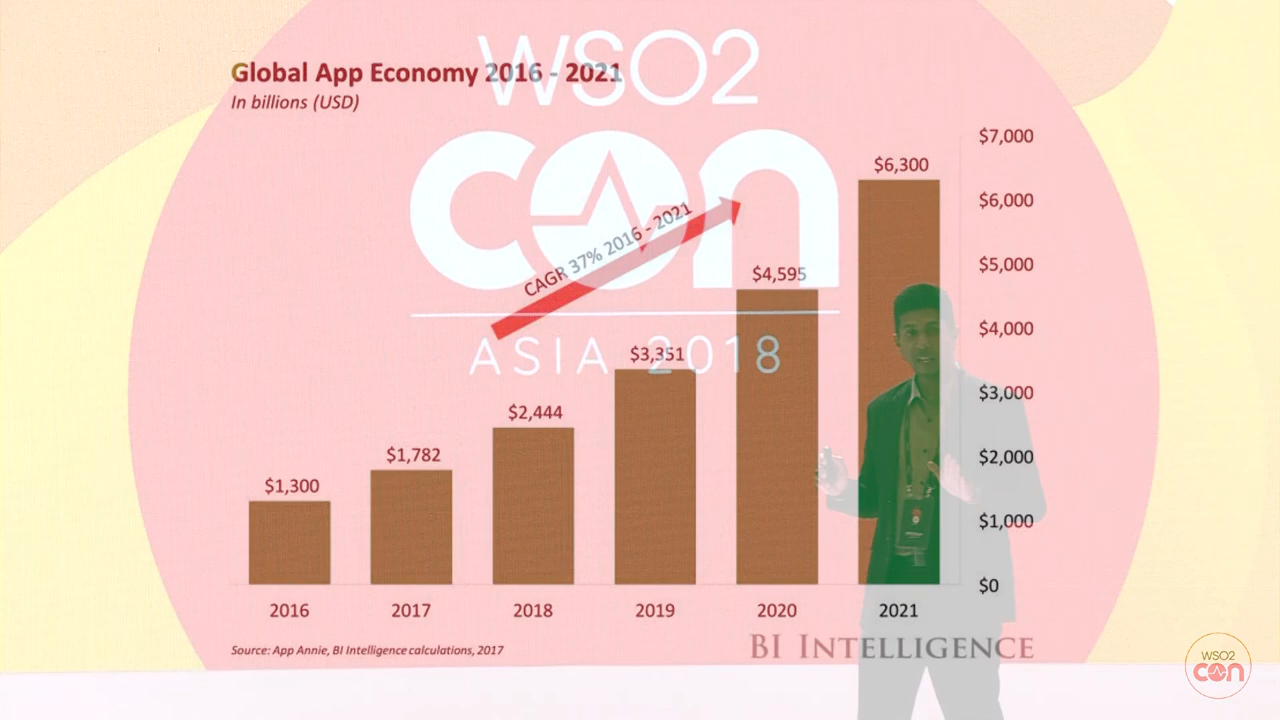 WSO2
Global App Economy 2016 - 2021
In billions (USD)
con
ASIA 2018
CAGR 37% 2016 - 2021
$7,000
$6,000
$5,000
$4,000
$3,000
$2,000
$1,000
$0
$1,300
$1,782
$2,444
$3,351
$4,595
$6,300
2016
2017
2018
2019
2020
2021
Source: App Annie, BI Intelligence calculations, 2017
BI INTELLIGENCE
WSO2
con